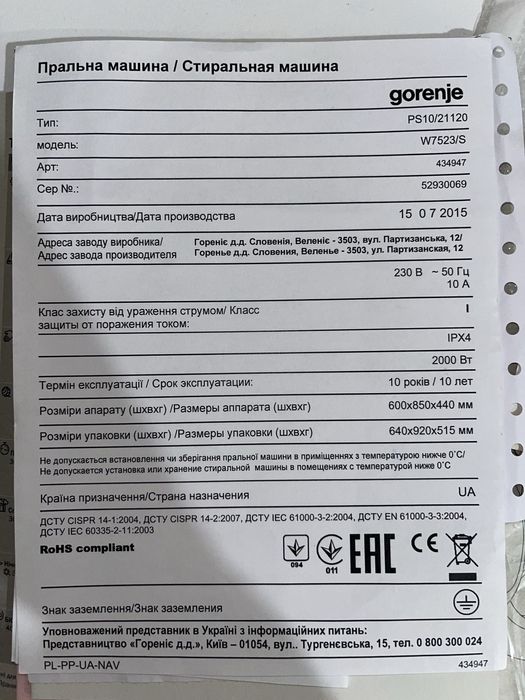 Пральна машина / Стиральная машина
gorenje
Тип: PS10/21120
модель: W7523/S
Арт: 434947
Сер №.: 52930069
Дата виробництва/Дата производства 15 0 7 2015
Адреса заводу виробника/ Горенiє д.д. Словенія, Веленіє - 3503, вул. Партизанська, 12/
Адрес завода производителя Горенье д.д. Словения, Веленье - 3503, ул. Партизанская, 12
230 В ~ 50 Гц
10 А
Клас захисту від ураження струмом/ Класс I
защиты от поражения током:
IPX4
2000 Вт
Термін експлуатації / Срок эксплуатации: 10 років / 10 лет
Розміри апарату (шхвхг) /Размеры аппарата (шхвхг) 600x850x440 мм
Розміри упаковки (шхвхг) /Размеры упаковки (шхвхг) 640x920x515 мм
Не допускається встановлення чи зберігання пральної машини в приміщеннях з температурою нижче 0˚C/
Не допускается установка или хранение стиральной машины в помещениях с температурой ниже 0˚C
Країна призначення/Страна назначения UA
ДСТУ CISPR 14-1:2004, ДСТУ CISPR 14-2:2007, ДСТУ IEC 61000-3-2:2004, ДСТУ EN 61000-3-3:2004,
ДСТУ IEC 60335-2-11:2003
RoHS compliant
094 011 EAC CE
Знак заземлення/Знак заземления
Уповноважений представник в Україні з інформаційних питань:
Представництво «Горенiє д.д.», Київ – 01054, вул.. Тургенєвська, 15, тел. 0 800 300 024
PL-PP-UA-NAV 434947